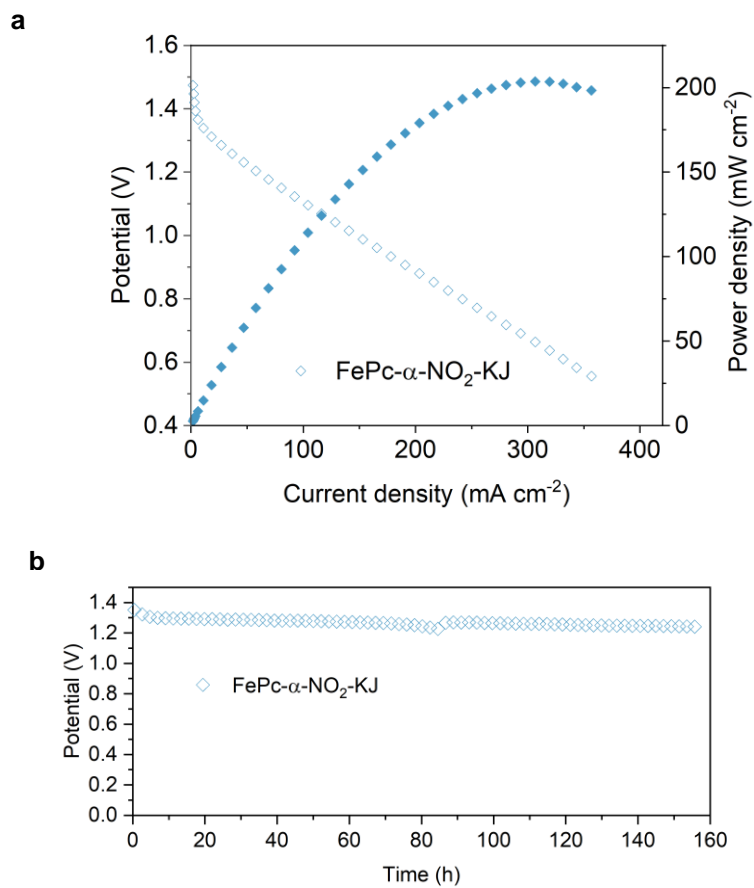 a
1.6
1.4
1.2
1.0
0.8
0.6
0.4
Potential (V)
200
150
100
50
0
Power density (mW cm⁻²)
FePc-α-NO₂-KJ
0 100 200 300 400
Current density (mA cm⁻²)
b
1.4
1.2
1.0
0.8
0.6
0.4
0.2
0.0
Potential (V)
FePc-α-NO₂-KJ
0 20 40 60 80 100 120 140 160
Time (h)